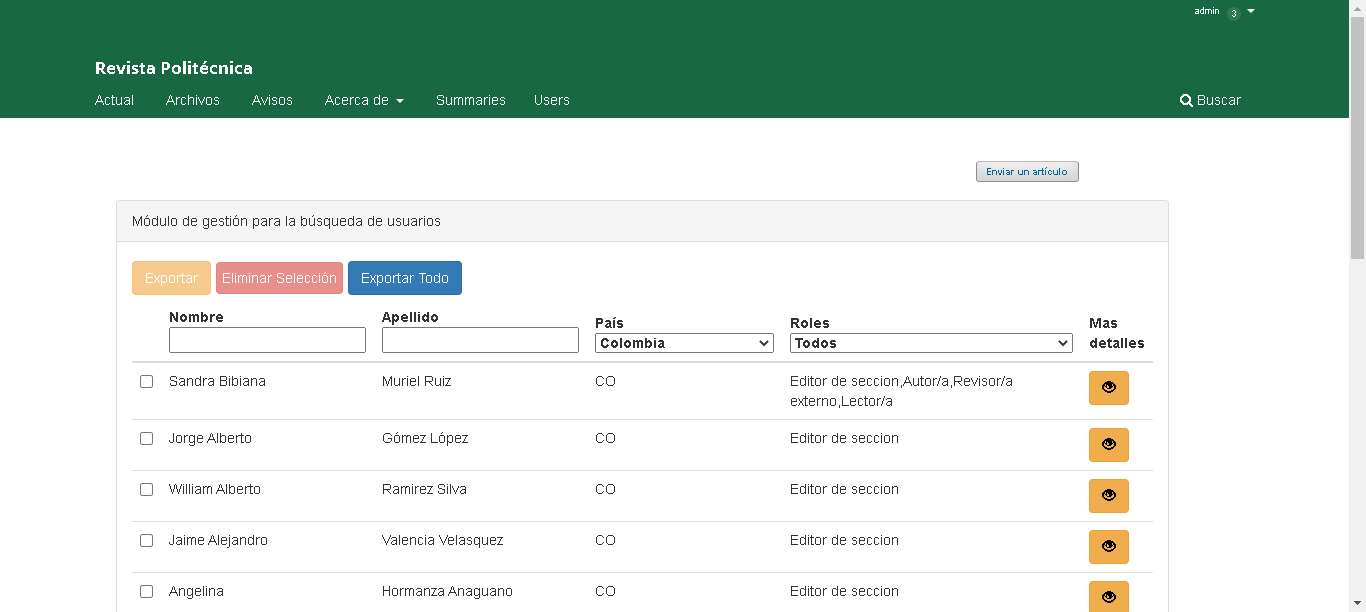 admin 3
Revista Politécnica
Actual Archivos Avisos Acerca de Summaries Users Buscar
Enviar un artículo
Módulo de gestión para la búsqueda de usuarios
Exportar Eliminar Selección Exportar Todo
Nombre Apellido País Roles Mas detalles
Colombia Todos
Sandra Bibiana Muriel Ruiz CO Editor de seccion,Autor/a,Revisor/a
externo,Lector/a
Jorge Alberto Gómez López CO Editor de seccion
William Alberto Ramirez Silva CO Editor de seccion
Jaime Alejandro Valencia Velasquez CO Editor de seccion
Angelina Hormanza Anaguano CO Editor de seccion